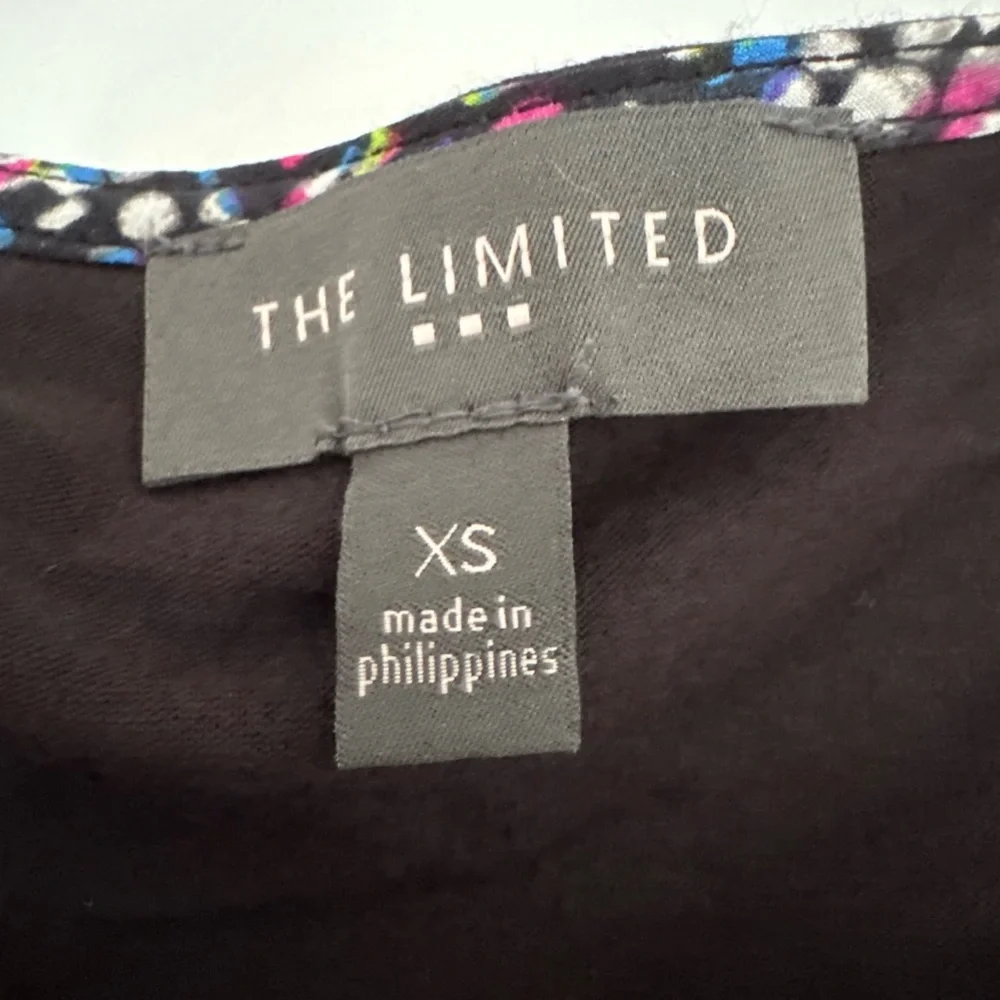 THE LIMITED
XS
made in
philippines